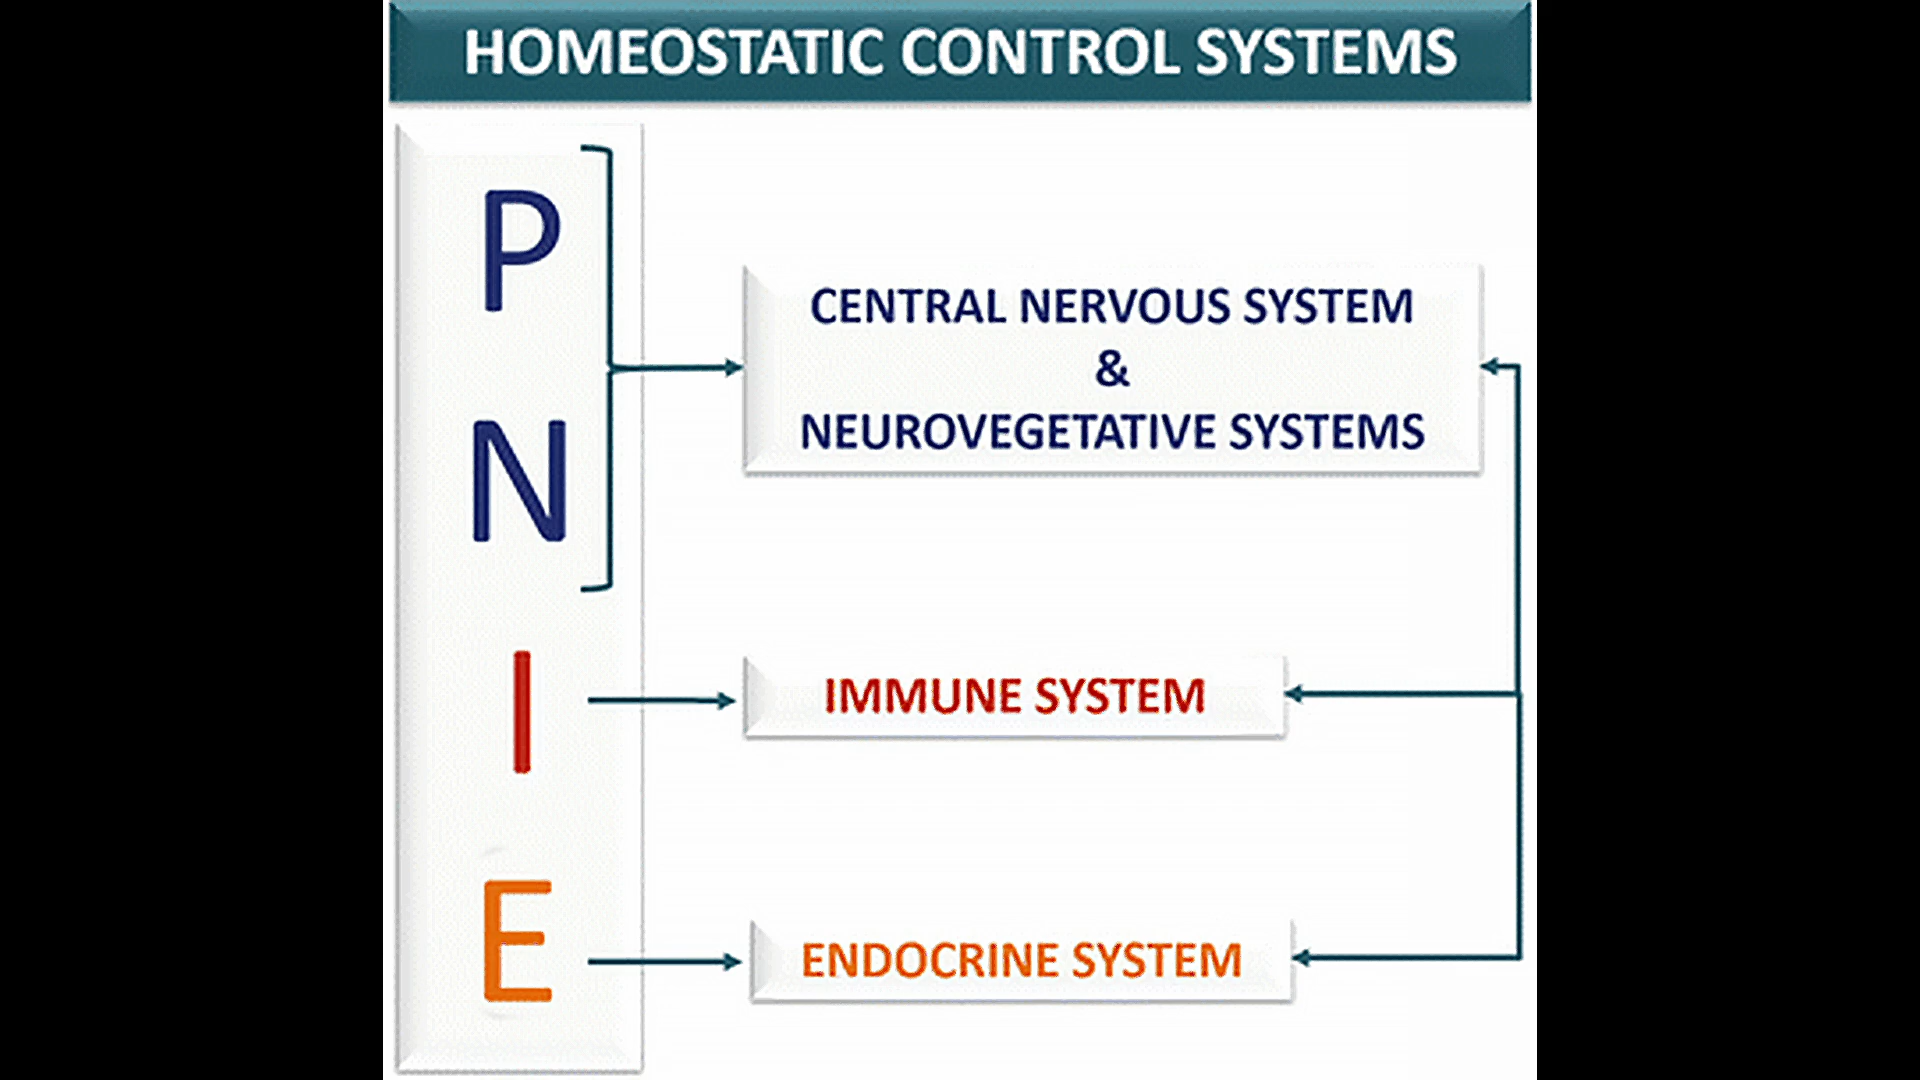 HOMEOSTATIC CONTROL SYSTEMS
P
N
CENTRAL NERVOUS SYSTEM
&
NEUROVEGETATIVE SYSTEMS
I
IMMUNE SYSTEM
E
ENDOCRINE SYSTEM